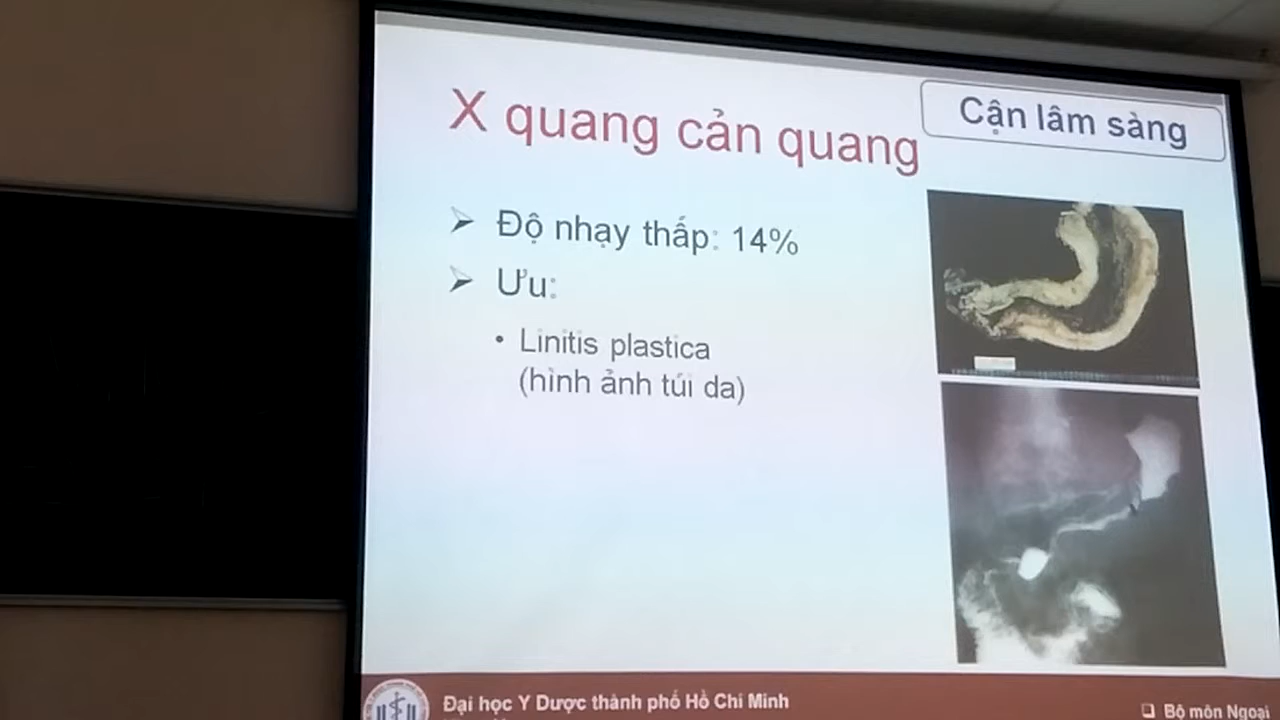 X quang cản quang
Cận lâm sàng
➢ Độ nhạy thấp: 14%
➢ Ưu:
• Linitis plastica
(hình ảnh túi da)
Đại học Y Dược thành phố Hồ Chí Minh
❑ Bộ môn Ngoại